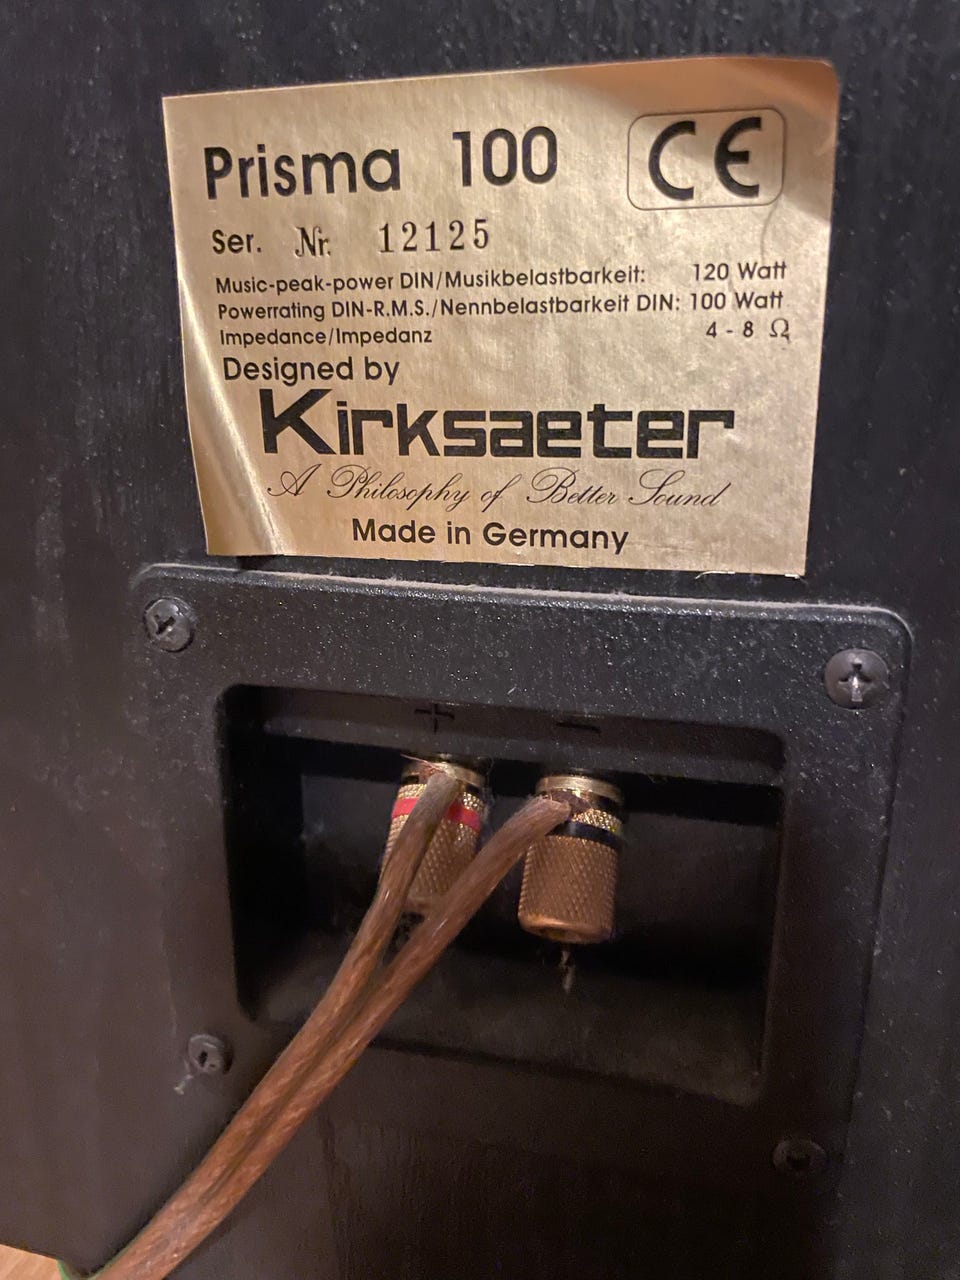 Prisma 100 CE
Ser. Nr. 12125
Music-peak-power DIN/Musikbelastbarkeit: 120 Watt
Powerrating DIN-R.M.S./Nennbelastbarkeit DIN: 100 Watt
Impedance/Impedanz 4 - 8 Ω
Designed by
Kirksaeter
A Philosophy of Better Sound
Made in Germany
+ −